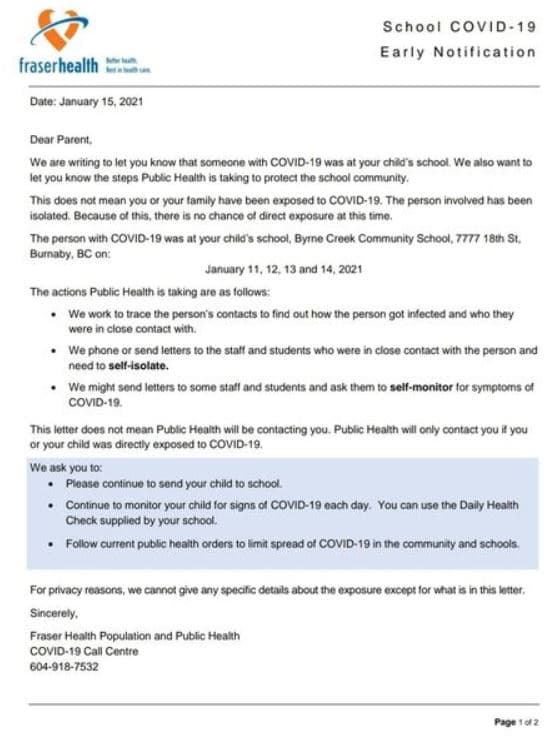 School COVID-19
Early Notification
fraserhealth
Better health.
Best in health care.
Date: January 15, 2021
Dear Parent,
We are writing to let you know that someone with COVID-19 was at your child's school. We also want to
let you know the steps Public Health is taking to protect the school community.
This does not mean you or your family have been exposed to COVID-19. The person involved has been
isolated. Because of this, there is no chance of direct exposure at this time.
The person with COVID-19 was at your child's school, Byrne Creek Community School, 7777 18th St,
Burnaby, BC on:
January 11, 12, 13 and 14, 2021
The actions Public Health is taking are as follows:
• We work to trace the person's contacts to find out how the person got infected and who they
were in close contact with.
• We phone or send letters to the staff and students who were in close contact with the person and
need to self-isolate.
• We might send letters to some staff and students and ask them to self-monitor for symptoms of
COVID-19.
This letter does not mean Public Health will be contacting you. Public Health will only contact you if you
or your child was directly exposed to COVID-19.
We ask you to:
• Please continue to send your child to school.
• Continue to monitor your child for signs of COVID-19 each day. You can use the Daily Health
Check supplied by your school.
• Follow current public health orders to limit spread of COVID-19 in the community and schools.
For privacy reasons, we cannot give any specific details about the exposure except for what is in this letter.
Sincerely,
Fraser Health Population and Public Health
COVID-19 Call Centre
604-918-7532
Page 1 of 2